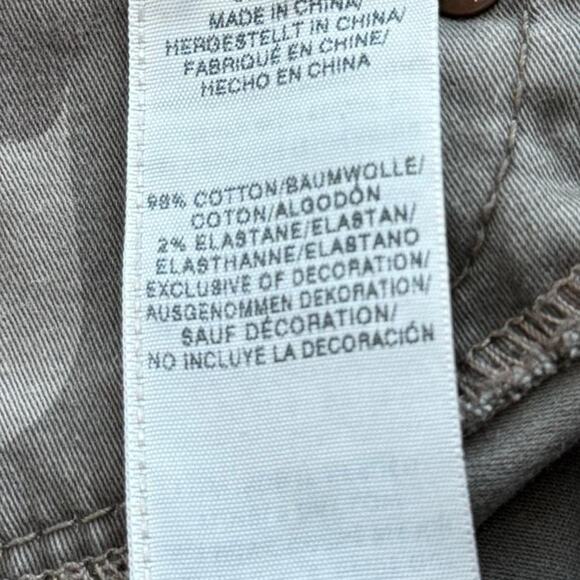 MADE IN CHINA/
HERGESTELLT IN CHINA/
FABRIQUÉ EN CHINE/
HECHO EN CHINA
98% COTTON/BAUMWOLLE/
COTON/ALGODÓN
2% ELASTANE/ELASTAN/
ELASTHANNE/ELASTANO
EXCLUSIVE OF DECORATION/
AUSGENOMMEN DEKORATION/
SAUF DÉCORATION/
NO INCLUYE LA DECORACIÓN